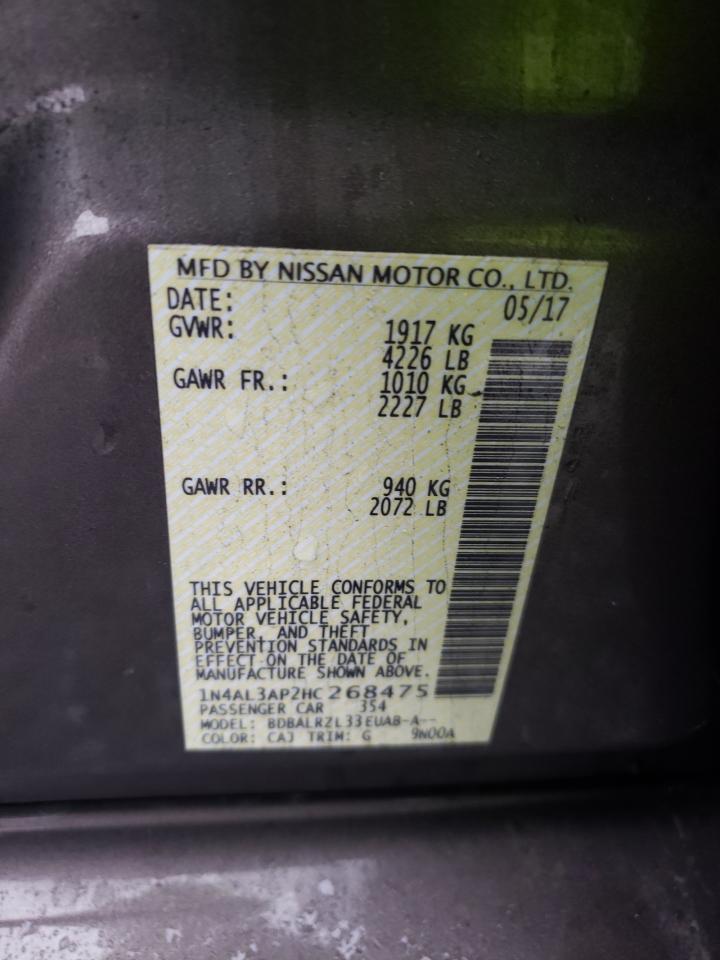 MFD BY NISSAN MOTOR CO., LTD.
DATE: 05/17
GVWR: 1917 KG
4226 LB
GAWR FR.: 1010 KG
2227 LB
GAWR RR.: 940 KG
2072 LB
THIS VEHICLE CONFORMS TO
ALL APPLICABLE FEDERAL
MOTOR VEHICLE SAFETY,
BUMPER, AND THEFT
PREVENTION STANDARDS IN
EFFECT ON THE DATE OF
MANUFACTURE SHOWN ABOVE.
1N4AL3AP2HC268475
PASSENGER CAR 354
MODEL: BDBALRZL33EUAB-A--
COLOR: CAJ TRIM: G 9N00A